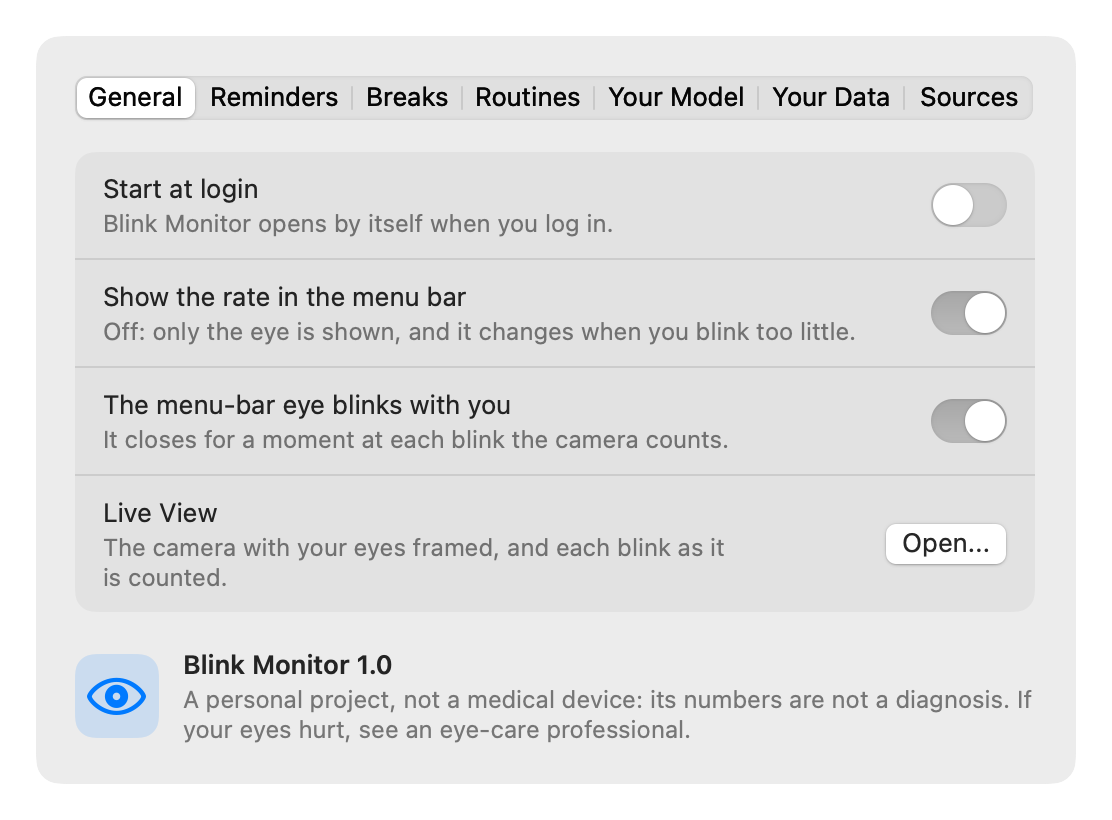 General Reminders Breaks Routines Your Model Your Data Sources
Start at login
Blink Monitor opens by itself when you log in.
Show the rate in the menu bar
Off: only the eye is shown, and it changes when you blink too little.
The menu-bar eye blinks with you
It closes for a moment at each blink the camera counts.
Live View
The camera with your eyes framed, and each blink as it
is counted.
Open...
Blink Monitor 1.0
A personal project, not a medical device: its numbers are not a diagnosis. If
your eyes hurt, see an eye-care professional.